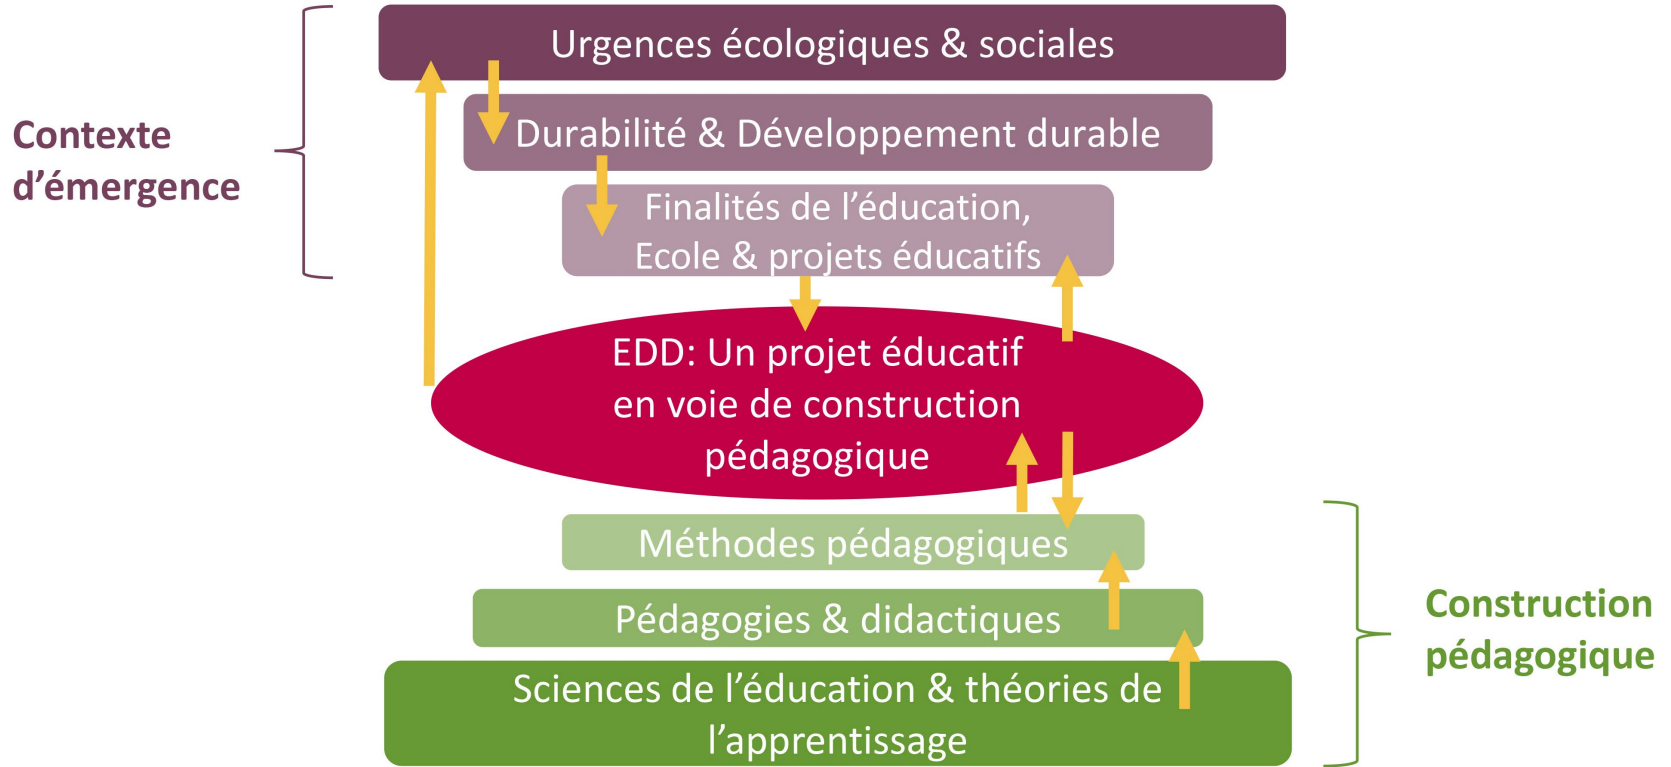 Urgences écologiques & sociales
Contexte
d’émergence
Durabilité & Développement durable
Finalités de l’éducation,
Ecole & projets éducatifs
EDD: Un projet éducatif
en voie de construction
pédagogique
Méthodes pédagogiques
Pédagogies & didactiques
Construction
pédagogique
Sciences de l’éducation & théories de
l’apprentissage